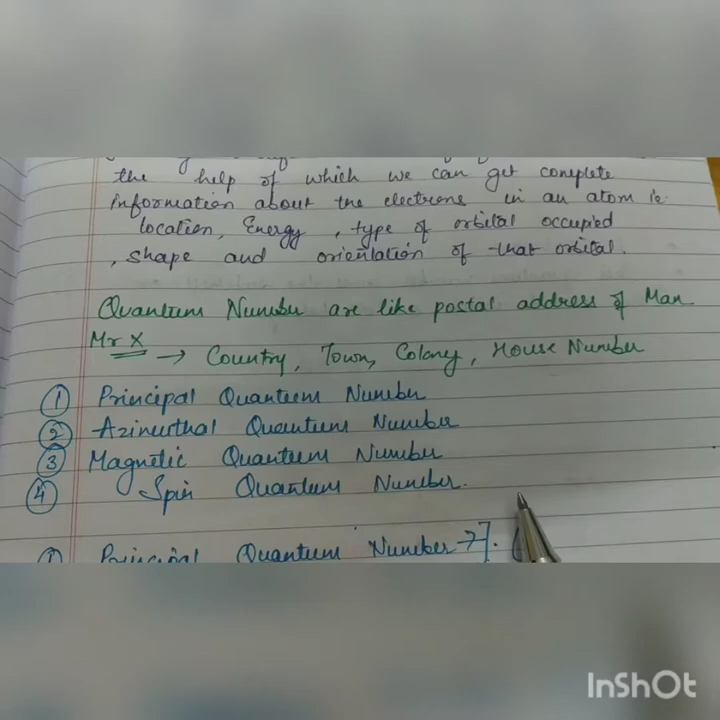 the help of which we can get complete
information about the electrons in an atom ie.
location, Energy, type of orbital occupied
, shape and orientation of that orbital.
Quantum Number are like postal address of Man
Mr X → Country, Town, Colony, House Number
① Principal Quantum Number
② Azimuthal Quantum Number
③ Magnetic Quantum Number
④ Spin Quantum Number.
① Principal Quantum Number →
InShOt